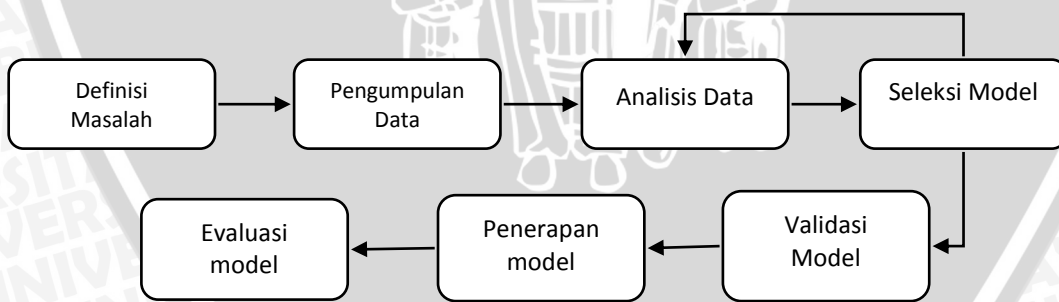 Definisi
Masalah
Pengumpulan
Data
Analisis Data
Seleksi Model
Validasi
Model
Penerapan
model
Evaluasi
model